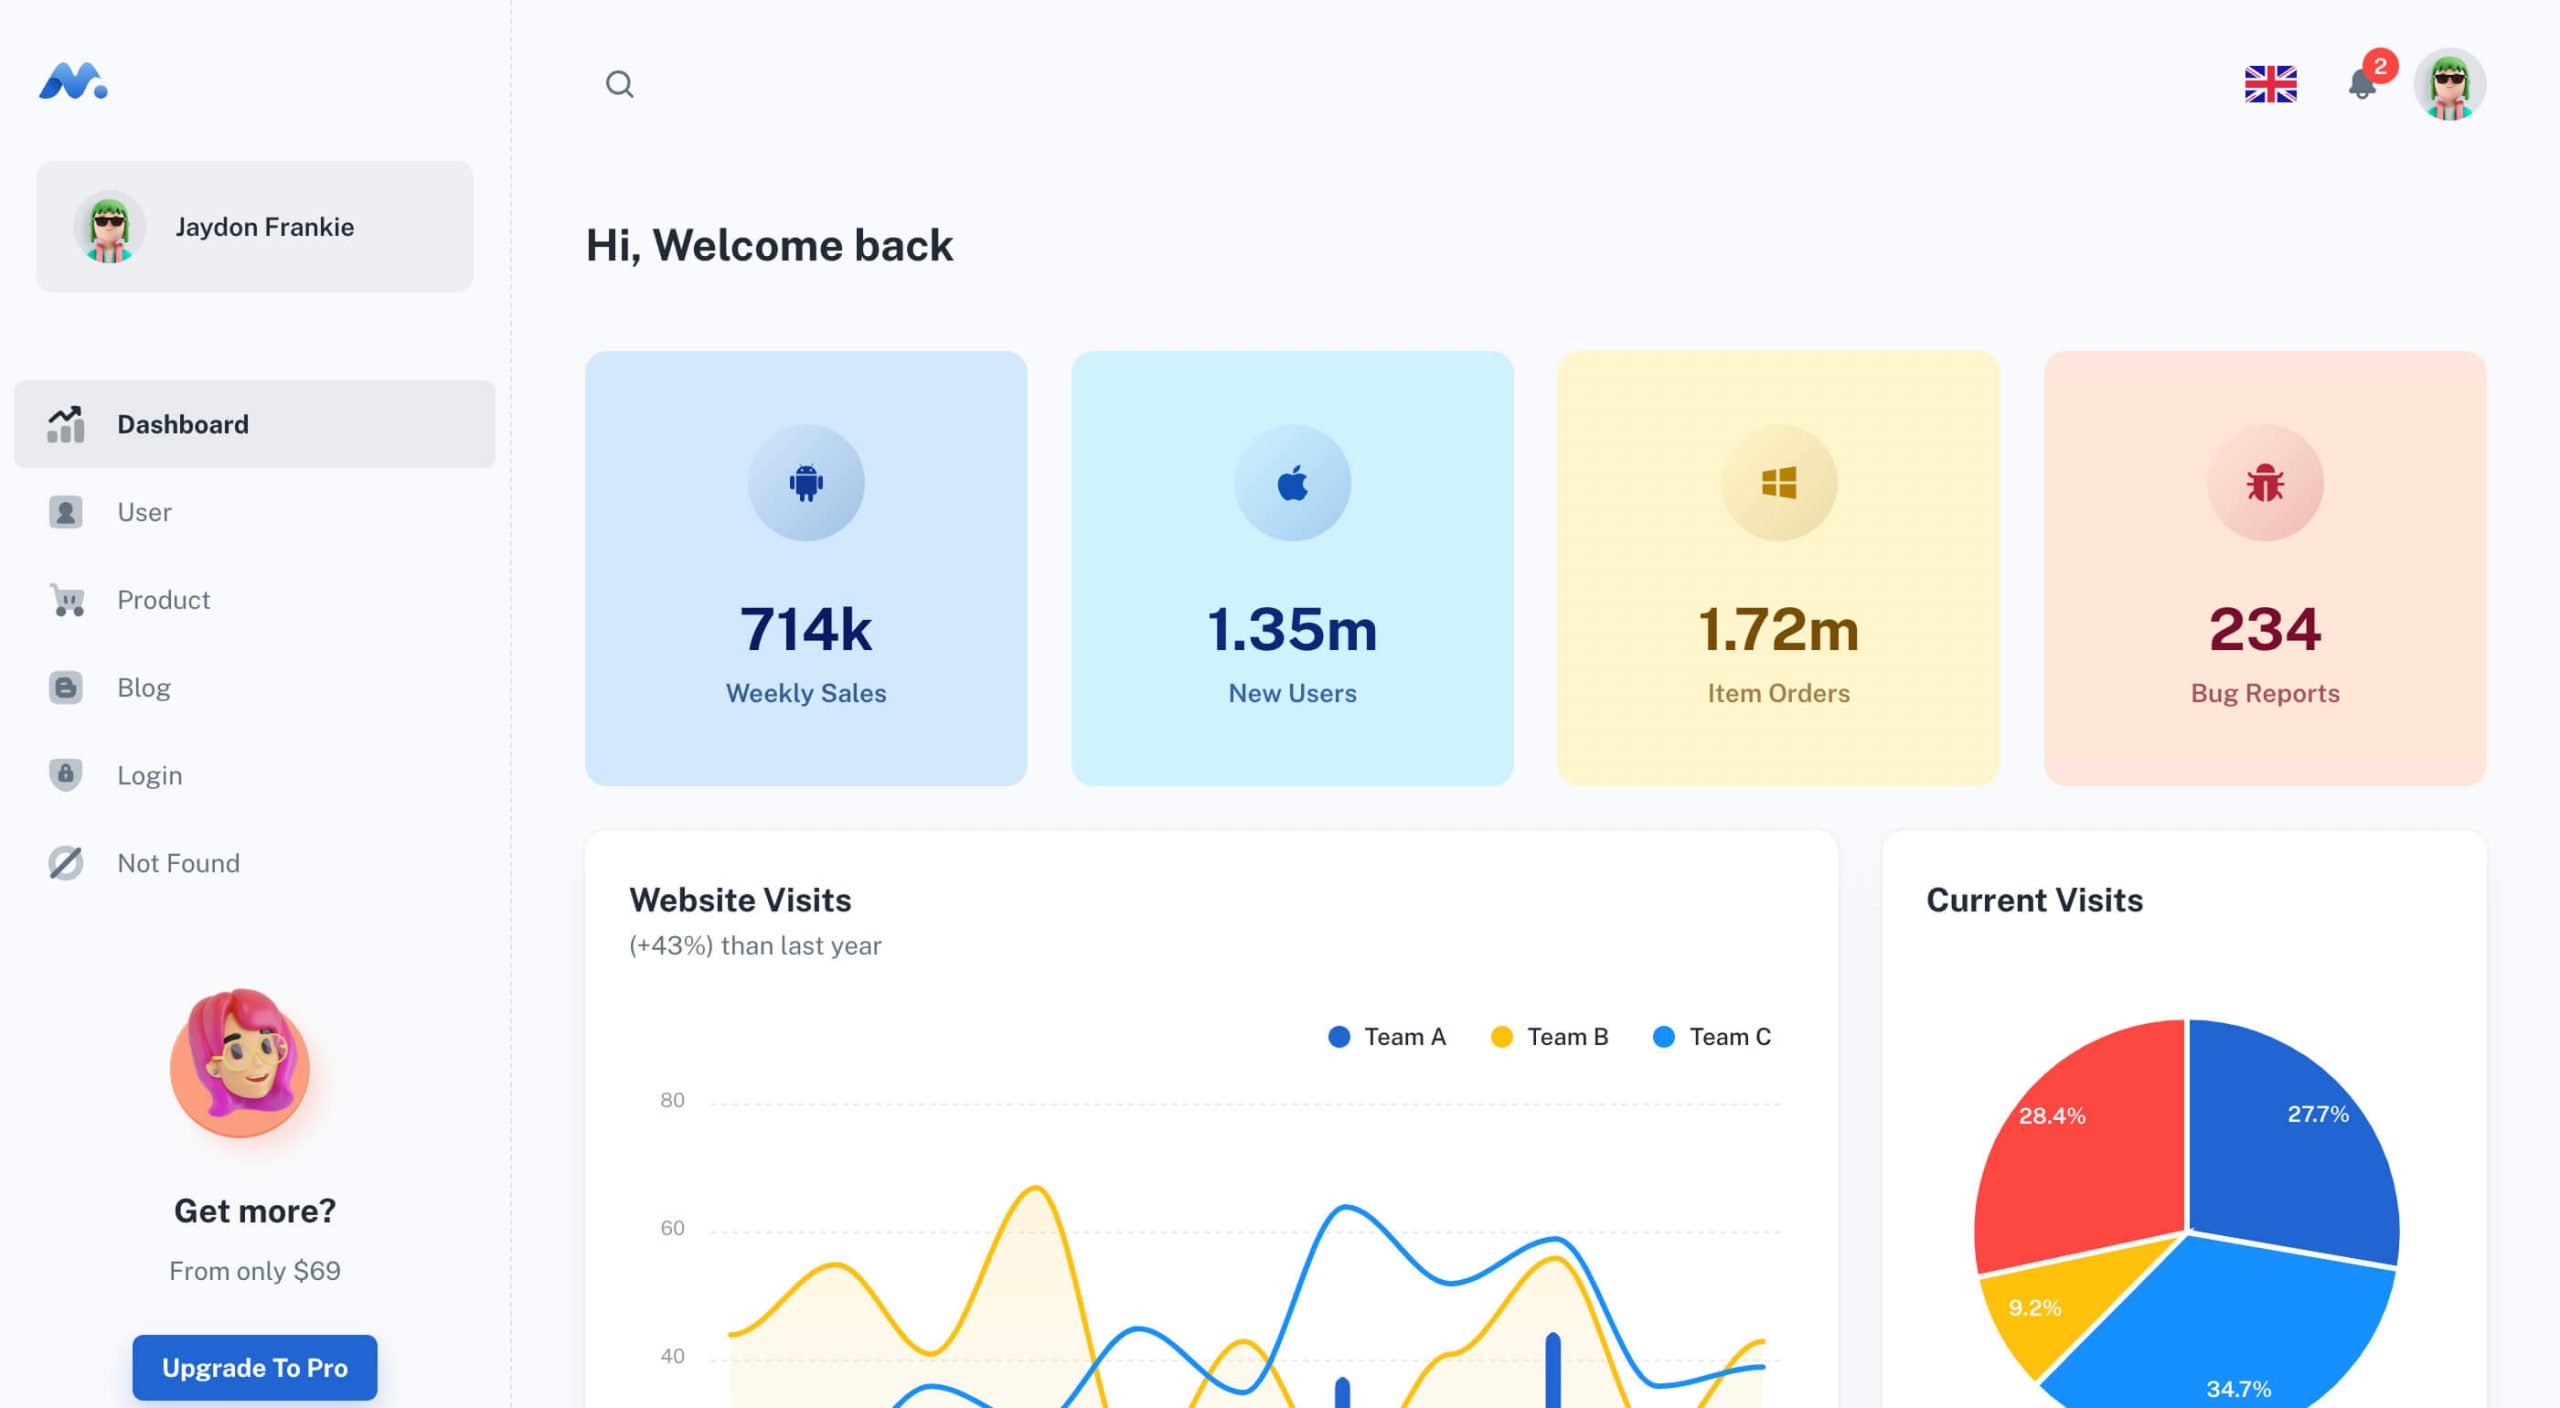 2
Jaydon Frankie
Hi, Welcome back
Dashboard
User
Product
Blog
Login
Not Found
Get more?
From only $69
Upgrade To Pro
714k
Weekly Sales
1.35m
New Users
1.72m
Item Orders
234
Bug Reports
Website Visits
(+43%) than last year
Team A
Team B
Team C
80
60
40
Current Visits
28.4%
27.7%
9.2%
34.7%